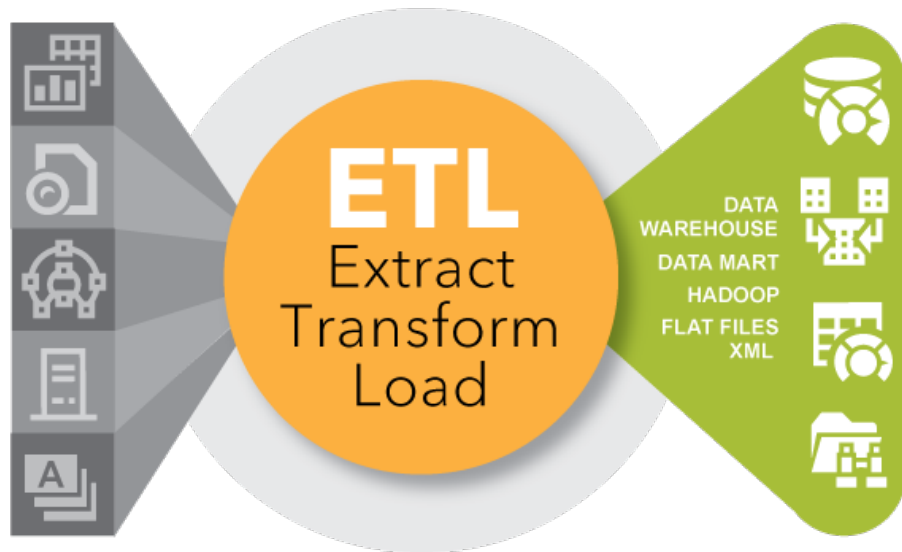 ETL
Extract
Transform
Load
DATA
WAREHOUSE
DATA MART
HADOOP
FLAT FILES
XML
A